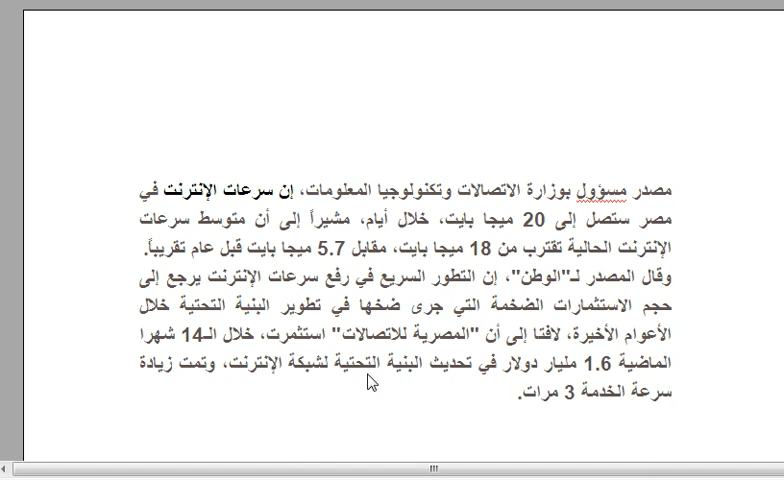 مصدر مسؤول بوزارة الاتصالات وتكنولوجيا المعلومات، إن سرعات الإنترنت في
مصر ستصل إلى 20 ميجا بايت، خلال أيام، مشيراً إلى أن متوسط سرعات
الإنترنت الحالية تقترب من 18 ميجا بايت، مقابل 5.7 ميجا بايت قبل عام تقريباً.
وقال المصدر لـ"الوطن"، إن التطور السريع في رفع سرعات الإنترنت يرجع إلى
حجم الاستثمارات الضخمة التي جرى ضخها في تطوير البنية التحتية خلال
الأعوام الأخيرة، لافتا إلى أن "المصرية للاتصالات" استثمرت، خلال الـ14 شهرا
الماضية 1.6 مليار دولار في تحديث البنية التحتية لشبكة الإنترنت، وتمت زيادة
سرعة الخدمة 3 مرات.